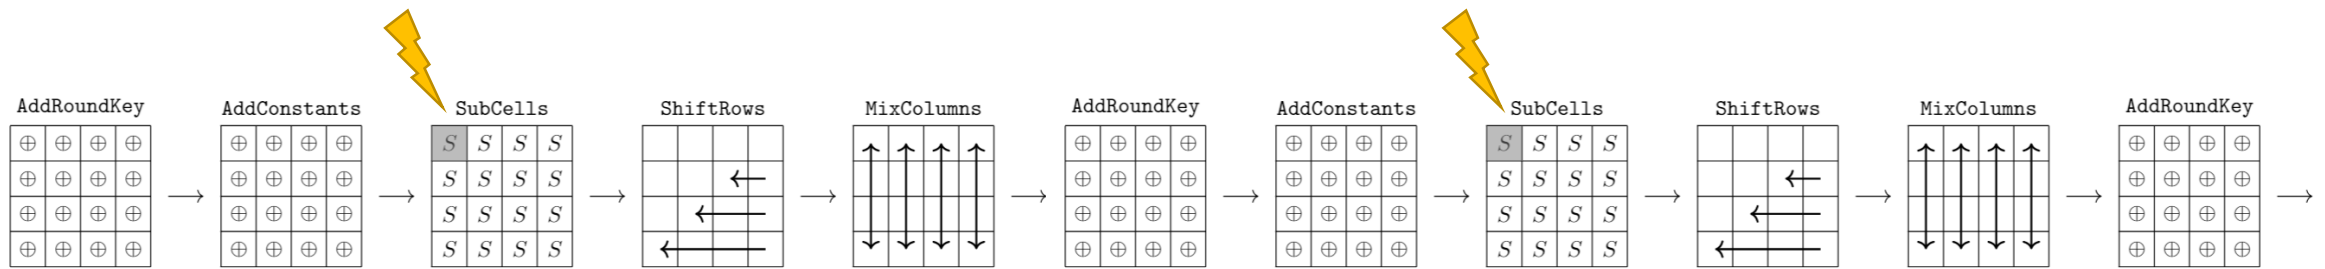 AddRoundKey AddConstants SubCells ShiftRows MixColumns AddRoundKey AddConstants SubCells ShiftRows MixColumns AddRoundKey
⊕ ⊕ ⊕ ⊕ ⊕ ⊕ ⊕ ⊕ S S S S ⊕ ⊕ ⊕ ⊕ ⊕ ⊕ ⊕ ⊕ S S S S ⊕ ⊕ ⊕ ⊕
⊕ ⊕ ⊕ ⊕ ⊕ ⊕ ⊕ ⊕ S S S S ⊕ ⊕ ⊕ ⊕ ⊕ ⊕ ⊕ ⊕ S S S S ⊕ ⊕ ⊕ ⊕
⊕ ⊕ ⊕ ⊕ ⊕ ⊕ ⊕ ⊕ S S S S ⊕ ⊕ ⊕ ⊕ ⊕ ⊕ ⊕ ⊕ S S S S ⊕ ⊕ ⊕ ⊕
⊕ ⊕ ⊕ ⊕ ⊕ ⊕ ⊕ ⊕ S S S S ⊕ ⊕ ⊕ ⊕ ⊕ ⊕ ⊕ ⊕ S S S S ⊕ ⊕ ⊕ ⊕